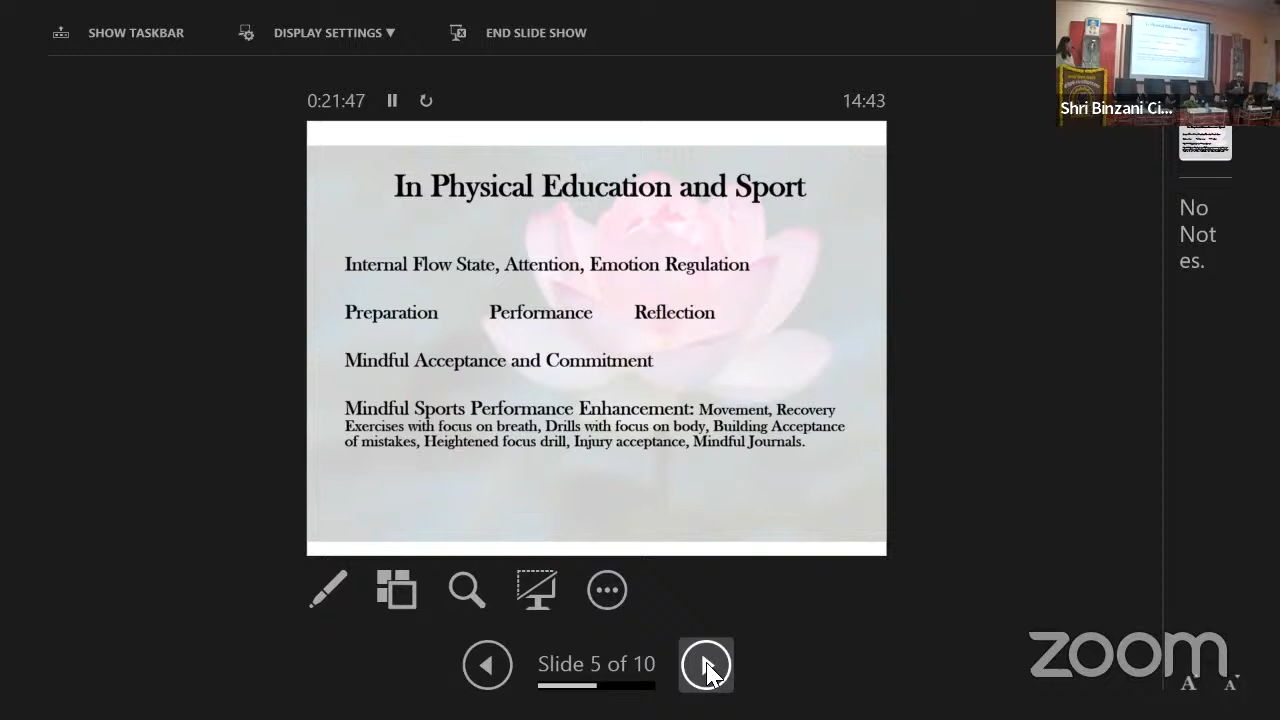 SHOW TASKBAR
DISPLAY SETTINGS ▼
END SLIDE SHOW
0:21:47
14:43
Shri Binzani Ci...
In Physical Education and Sport
Internal Flow State, Attention, Emotion Regulation
Preparation Performance Reflection
Mindful Acceptance and Commitment
Mindful Sports Performance Enhancement: Movement, Recovery
Exercises with focus on breath, Drills with focus on body, Building Acceptance
of mistakes, Heightened focus drill, Injury acceptance, Mindful Journals.
No
Not
es.
Slide 5 of 10
zoom
A A